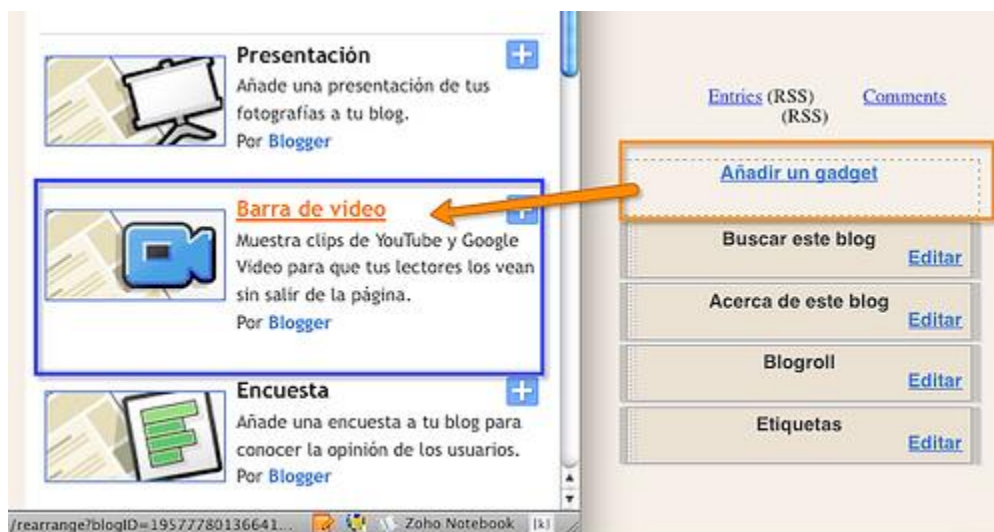 Presentación
Añade una presentación de tus
fotografías a tu blog.
Por Blogger
Barra de vídeo
Muestra clips de YouTube y Google
Video para que tus lectores los vean
sin salir de la página.
Por Blogger
Encuesta
Añade una encuesta a tu blog para
conocer la opinión de los usuarios.
Por Blogger
/rearrange?blogID=19577780136641... Zoho Notebook [k]
Entries (RSS) Comments
(RSS)
Añadir un gadget
Buscar este blog
Editar
Acerca de este blog
Editar
Blogroll
Editar
Etiquetas
Editar